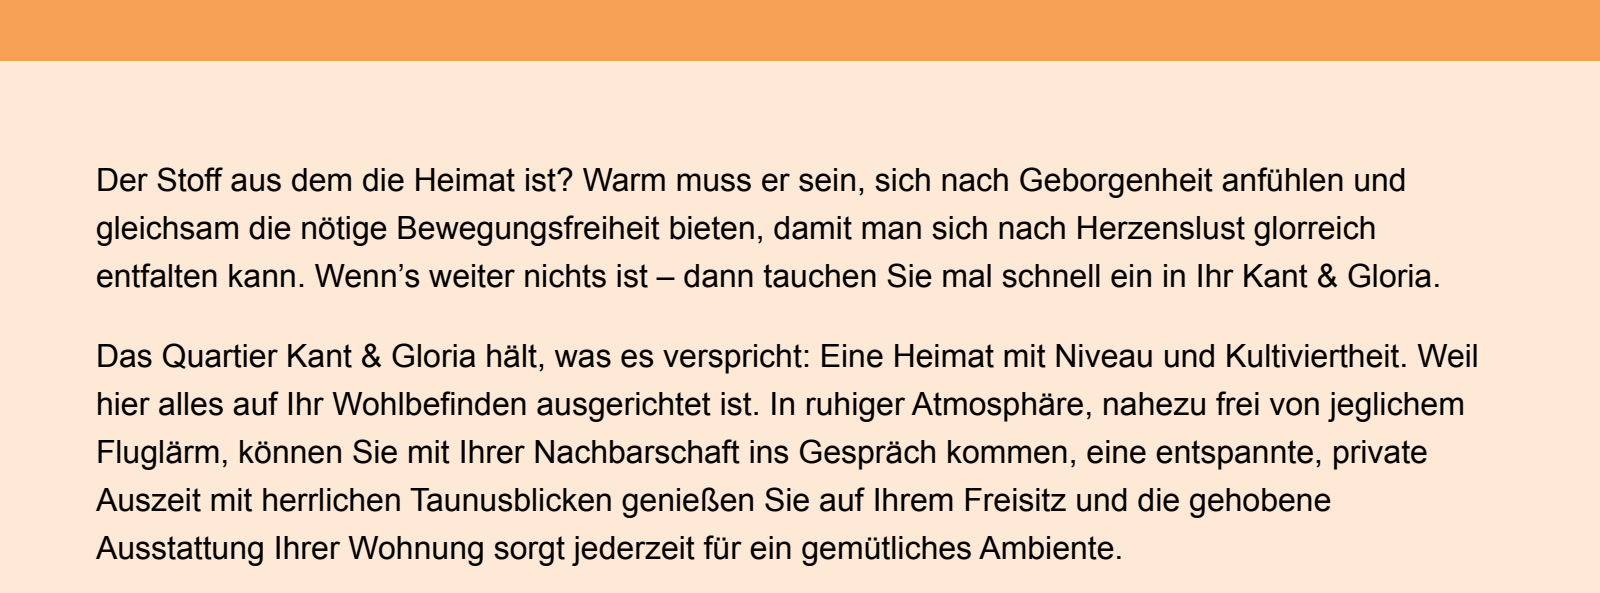 Der Stoff aus dem die Heimat ist? Warm muss er sein, sich nach Geborgenheit anfühlen und
gleichsam die nötige Bewegungsfreiheit bieten, damit man sich nach Herzenslust glorreich
entfalten kann. Wenn’s weiter nichts ist – dann tauchen Sie mal schnell ein in Ihr Kant & Gloria.
Das Quartier Kant & Gloria hält, was es verspricht: Eine Heimat mit Niveau und Kultiviertheit. Weil
hier alles auf Ihr Wohlbefinden ausgerichtet ist. In ruhiger Atmosphäre, nahezu frei von jeglichem
Fluglärm, können Sie mit Ihrer Nachbarschaft ins Gespräch kommen, eine entspannte, private
Auszeit mit herrlichen Taunusblicken genießen Sie auf Ihrem Freisitz und die gehobene
Ausstattung Ihrer Wohnung sorgt jederzeit für ein gemütliches Ambiente.